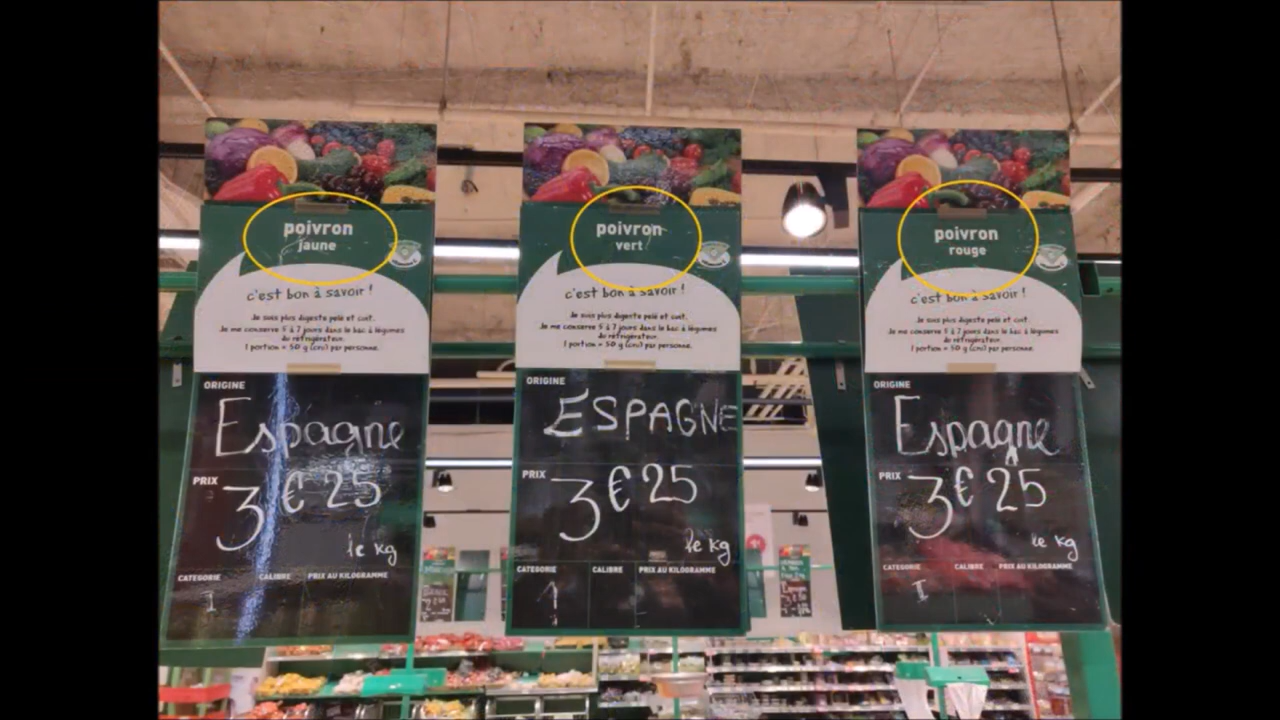 poivron
jaune
c'est bon à savoir !
Je suis plus digeste pelé et cuit.
Je me conserve 5 à 7 jours dans le bac à légumes
du réfrigérateur.
1 portion = 50 g (cru) par personne.
ORIGINE
Espagne
PRIX
3 € 25
le kg
CATEGORIE CALIBRE PRIX AU KILOGRAMME
1
poivron
vert
c'est bon à savoir !
Je suis plus digeste pelé et cuit.
Je me conserve 5 à 7 jours dans le bac à légumes
du réfrigérateur.
1 portion = 50 g (cru) par personne.
ORIGINE
ESPAGNE
PRIX
3 € 25
le kg
CATEGORIE CALIBRE PRIX AU KILOGRAMME
1
poivron
rouge
c'est bon à savoir !
Je suis plus digeste pelé et cuit.
Je me conserve 5 à 7 jours dans le bac à légumes
du réfrigérateur.
1 portion = 50 g (cru) par personne.
ORIGINE
Espagne
PRIX
3 € 25
le kg
CATEGORIE CALIBRE PRIX AU KILOGRAMME
I